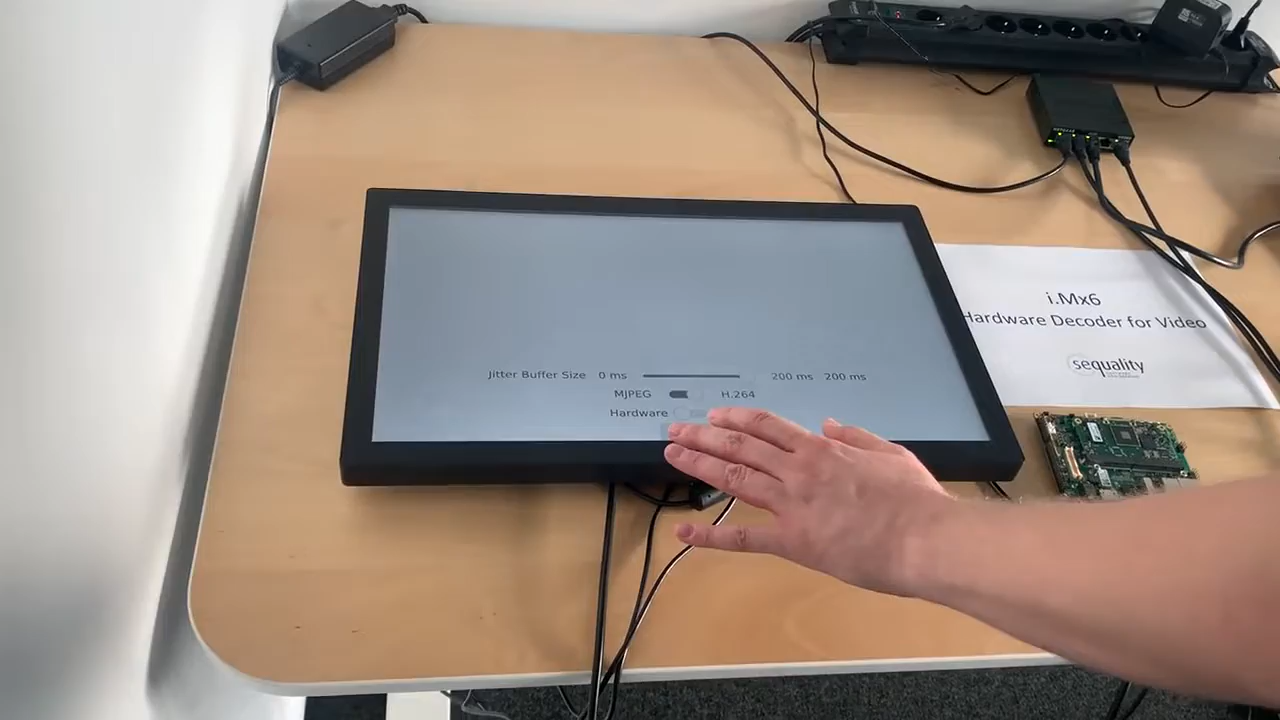 i.Mx6
Hardware Decoder for Video
sequality
Jitter Buffer Size 0 ms 200 ms 200 ms
MJPEG H.264
Hardware